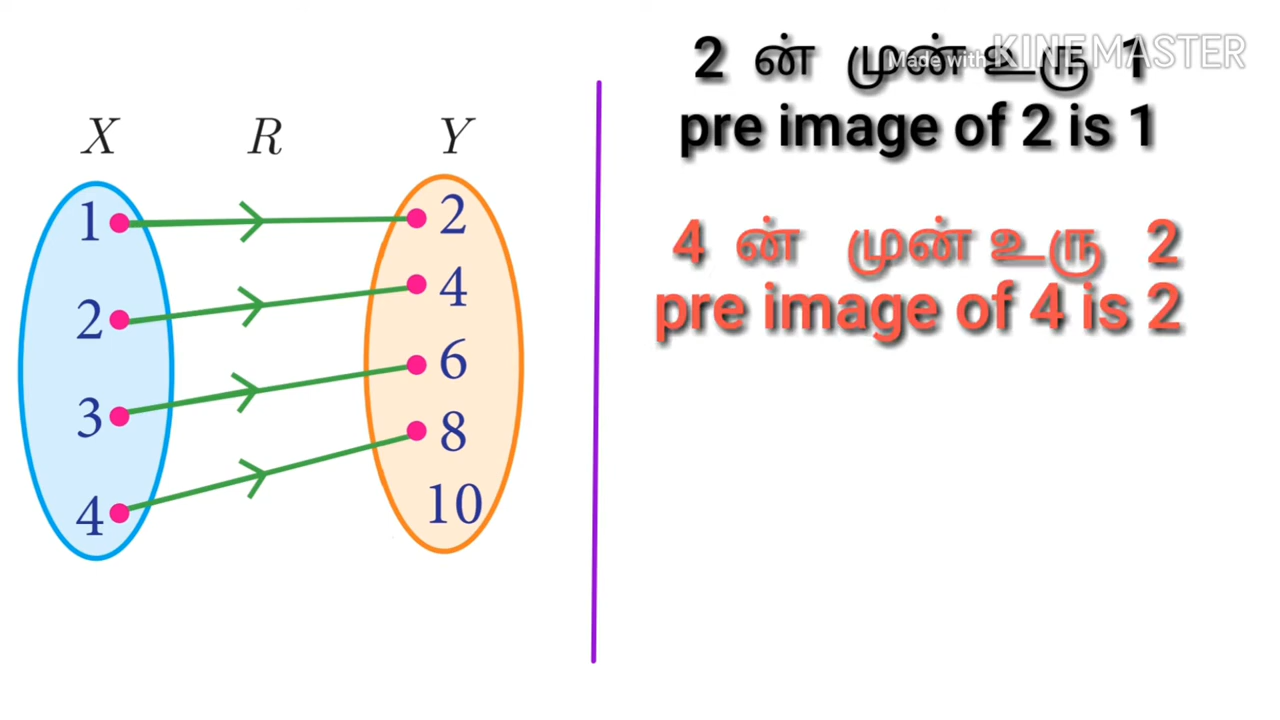 X R Y
1
2
3
4
2
4
6
8
10
2 ன் முன் உரு 1
Made with KINEMASTER
pre image of 2 is 1
4 ன் முன் உரு 2
pre image of 4 is 2